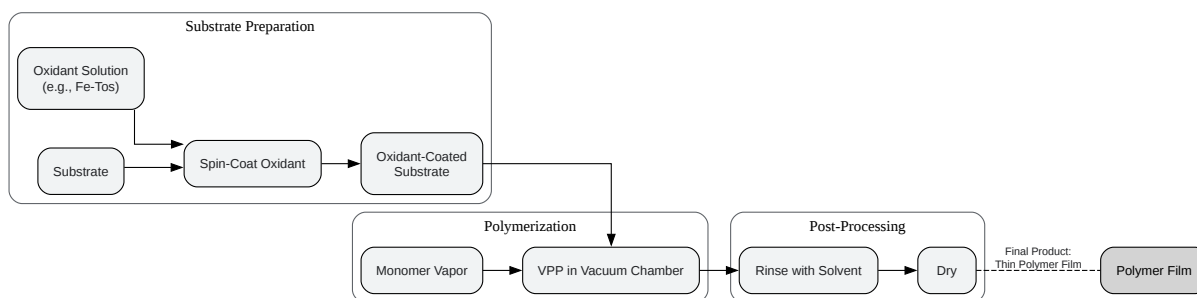 Substrate Preparation
Oxidant Solution
(e.g., Fe-Tos)
Substrate
Spin-Coat Oxidant
Oxidant-Coated
Substrate
Polymerization
Monomer Vapor
VPP in Vacuum Chamber
Post-Processing
Rinse with Solvent
Dry
Final Product:
Thin Polymer Film
Polymer Film